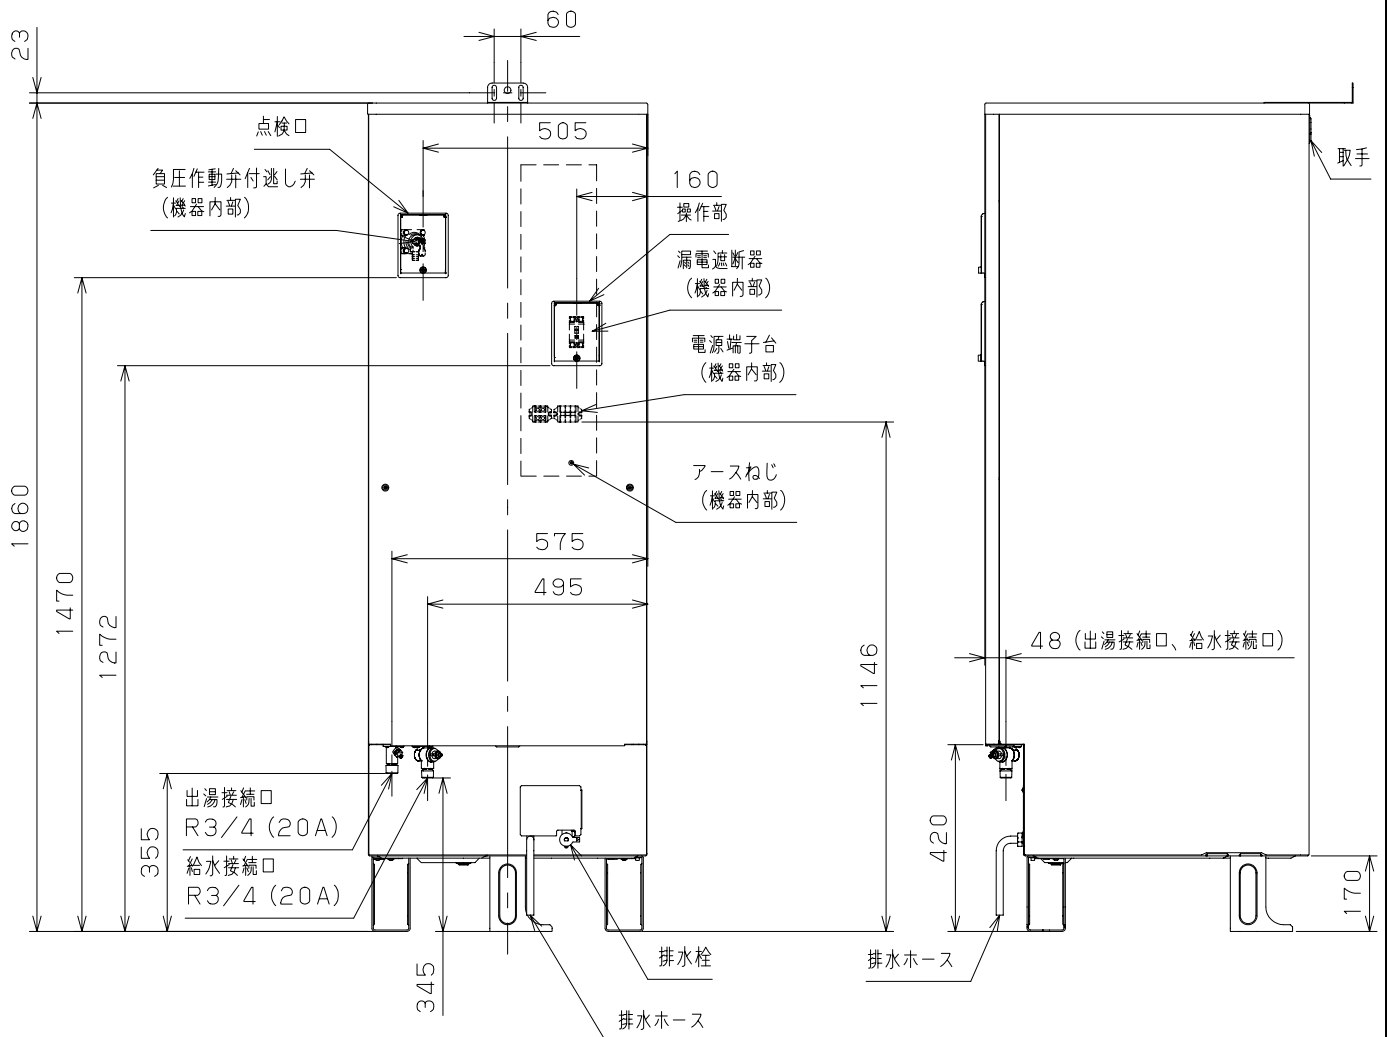 60
23
点検口
505
負圧作動弁付逃し弁
(機器内部)
160
操作部
漏電遮断器
(機器内部)
電源端子台
(機器内部)
アースねじ
(機器内部)
取手
1860
1470
1272
575
495
1146
48 (出湯接続口、給水接続口)
出湯接続口
R3/4 (20A)
給水接続口
R3/4 (20A)
355
345
420
170
排水栓
排水ホース
排水ホース